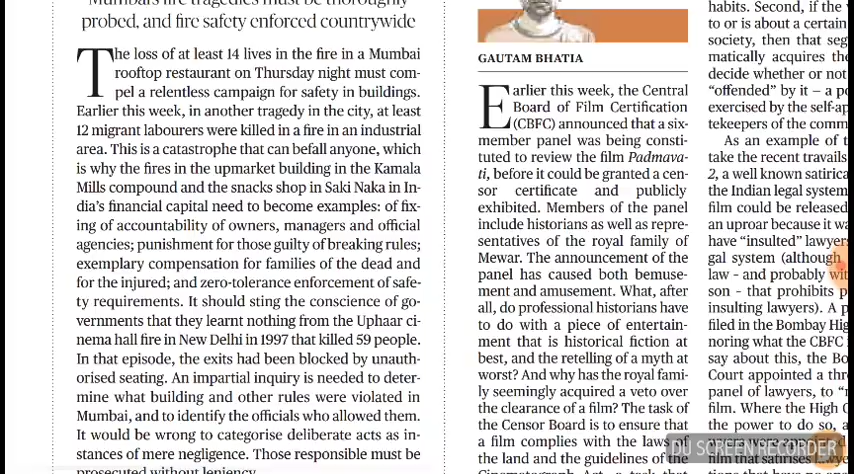 Mumbai's fire tragedies must be thoroughly
probed, and fire safety enforced countrywide
The loss of at least 14 lives in the fire in a Mumbai
rooftop restaurant on Thursday night must com-
pel a relentless campaign for safety in buildings.
Earlier this week, in another tragedy in the city, at least
12 migrant labourers were killed in a fire in an industrial
area. This is a catastrophe that can befall anyone, which
is why the fires in the upmarket building in the Kamala
Mills compound and the snacks shop in Saki Naka in In-
dia's financial capital need to become examples: of fix-
ing of accountability of owners, managers and official
agencies; punishment for those guilty of breaking rules;
exemplary compensation for families of the dead and
for the injured; and zero-tolerance enforcement of safe-
ty requirements. It should sting the conscience of go-
vernments that they learnt nothing from the Uphaar ci-
nema hall fire in New Delhi in 1997 that killed 59 people.
In that episode, the exits had been blocked by unauth-
orised seating. An impartial inquiry is needed to deter-
mine what building and other rules were violated in
Mumbai, and to identify the officials who allowed them.
It would be wrong to categorise deliberate acts as in-
stances of mere negligence. Those responsible must be
prosecuted without leniency.
GAUTAM BHATIA
Earlier this week, the Central
Board of Film Certification
(CBFC) announced that a six-
member panel was being consti-
tuted to review the film Padmava-
ti, before it could be granted a cen-
sor certificate and publicly
exhibited. Members of the panel
include historians as well as repre-
sentatives of the royal family of
Mewar. The announcement of the
panel has caused both bemuse-
ment and amusement. What, after
all, do professional historians have
to do with a piece of entertain-
ment that is historical fiction at
best, and the retelling of a myth at
worst? And why has the royal fami-
ly seemingly acquired a veto over
the clearance of a film? The task of
the Censor Board is to ensure that
a film complies with the laws of
the land and the guidelines of the
Cinematograph Act, a task that
habits. Second, if the
to or is about a certain
society, then that seg
matically acquires the
decide whether or not
"offended" by it – a po
exercised by the self-ap
tekeepers of the comm
As an example of t
take the recent travails
2, a well known satirica
the Indian legal system
film could be released
an uproar because it wa
have "insulted" lawyer
gal system (although
law - and probably wit
son - that prohibits p
insulting lawyers). A p
filed in the Bombay Hig
noring what the CBFC
say about this, the Bo
Court appointed a thr
panel of lawyers, to "r
film. Where the High C
the power to do so, a
film that satirises lawye
SCREEN RECORDER